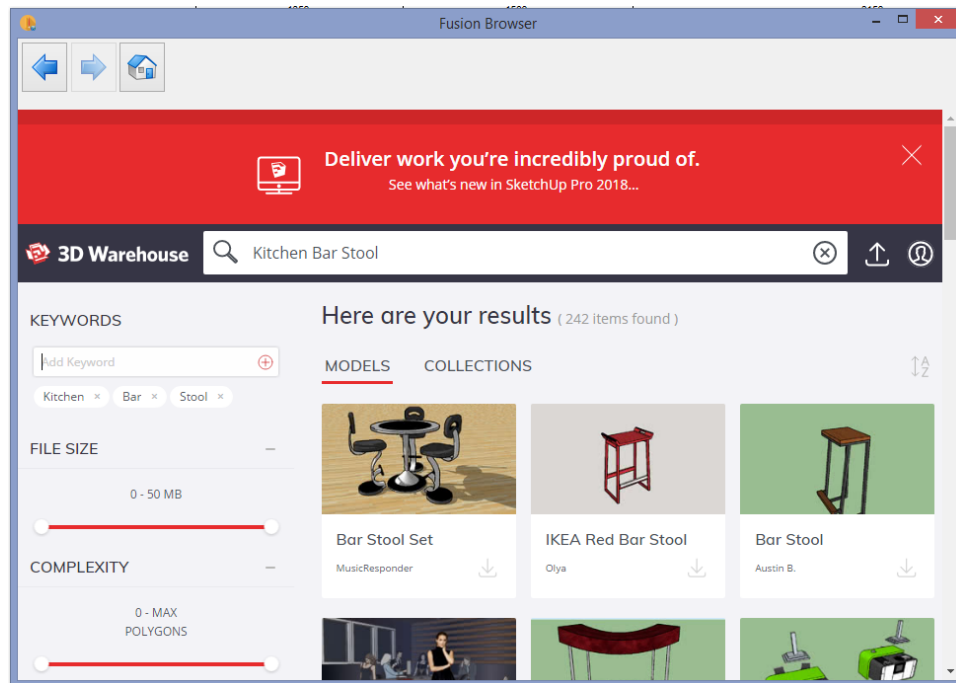 1250
1500
2150
Fusion Browser
Deliver work you're incredibly proud of.
See what's new in SketchUp Pro 2018...
3D Warehouse
Kitchen Bar Stool
KEYWORDS
Add Keyword
Kitchen ×
Bar ×
Stool ×
FILE SIZE
0 - 50 MB
COMPLEXITY
0 - MAX
POLYGONS
Here are your results ( 242 items found )
MODELS
COLLECTIONS
A
Z
Bar Stool Set
MusicResponder
IKEA Red Bar Stool
Olya
Bar Stool
Austin B.